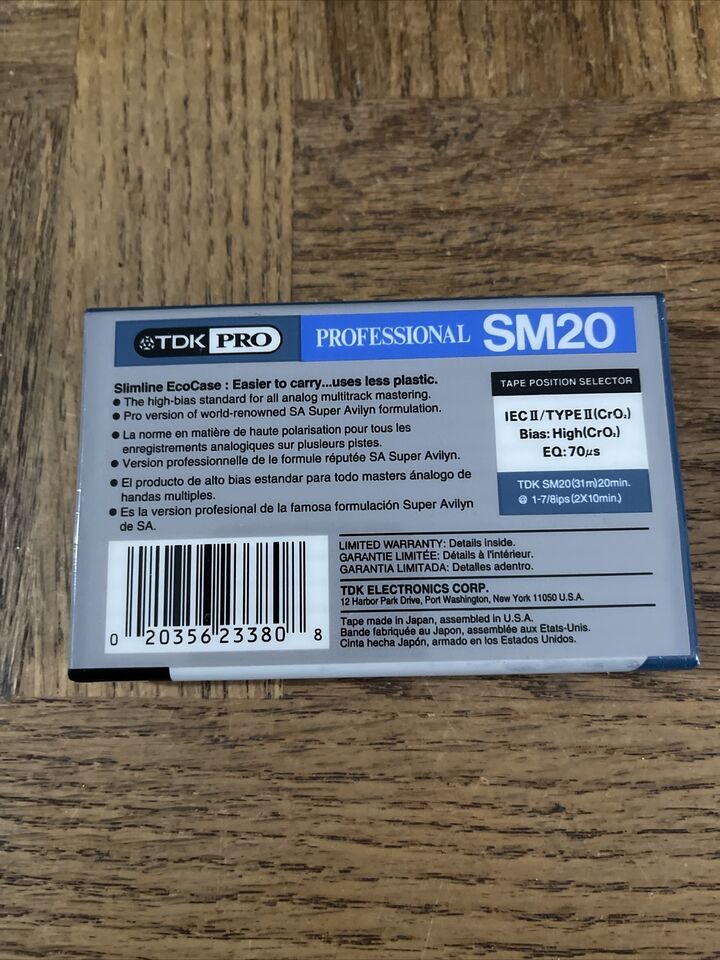 TDK PRO PROFESSIONAL SM20
Slimline EcoCase : Easier to carry...uses less plastic.
● The high-bias standard for all analog multitrack mastering.
● Pro version of world-renowned SA Super Avilyn formulation.
● La norme en matière de haute polarisation pour tous les
enregistrements analogiques sur plusieurs pistes.
● Version professionnelle de le formule réputée SA Super Avilyn.
● El producto de alto bias estandar para todo masters ánalogo de
handas multiples.
● Es la version profesional de la famosa formulación Super Avilyn
de SA.
TAPE POSITION SELECTOR
IEC II/TYPE II (CrO₂)
Bias: High(CrO₂)
EQ: 70μs
TDK SM20(31m)20min.
@ 1-7/8ips(2X10min.)
0 20356 23380 8
LIMITED WARRANTY: Details inside.
GARANTIE LIMITÉE: Détails à l'intérieur.
GARANTIA LIMITADA: Detalles adentro.
TDK ELECTRONICS CORP.
12 Harbor Park Drive, Port Washington, New York 11050 U.S.A.
Tape made in Japan, assembled in U.S.A.
Bande fabriquée au Japon, assemblée aux Etats-Unis.
Cinta hecha Japón, armado en los Estados Unidos.